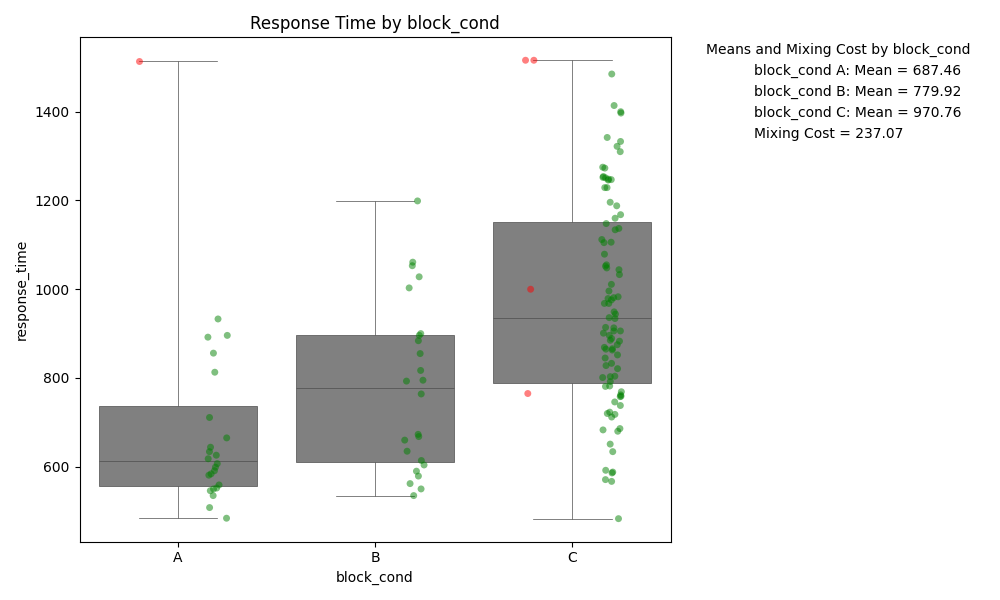 Response Time by block_cond
Means and Mixing Cost by block_cond
block_cond A: Mean = 687.46
block_cond B: Mean = 779.92
block_cond C: Mean = 970.76
Mixing Cost = 237.07
response_time
1400
1200
1000
800
600
A B C
block_cond